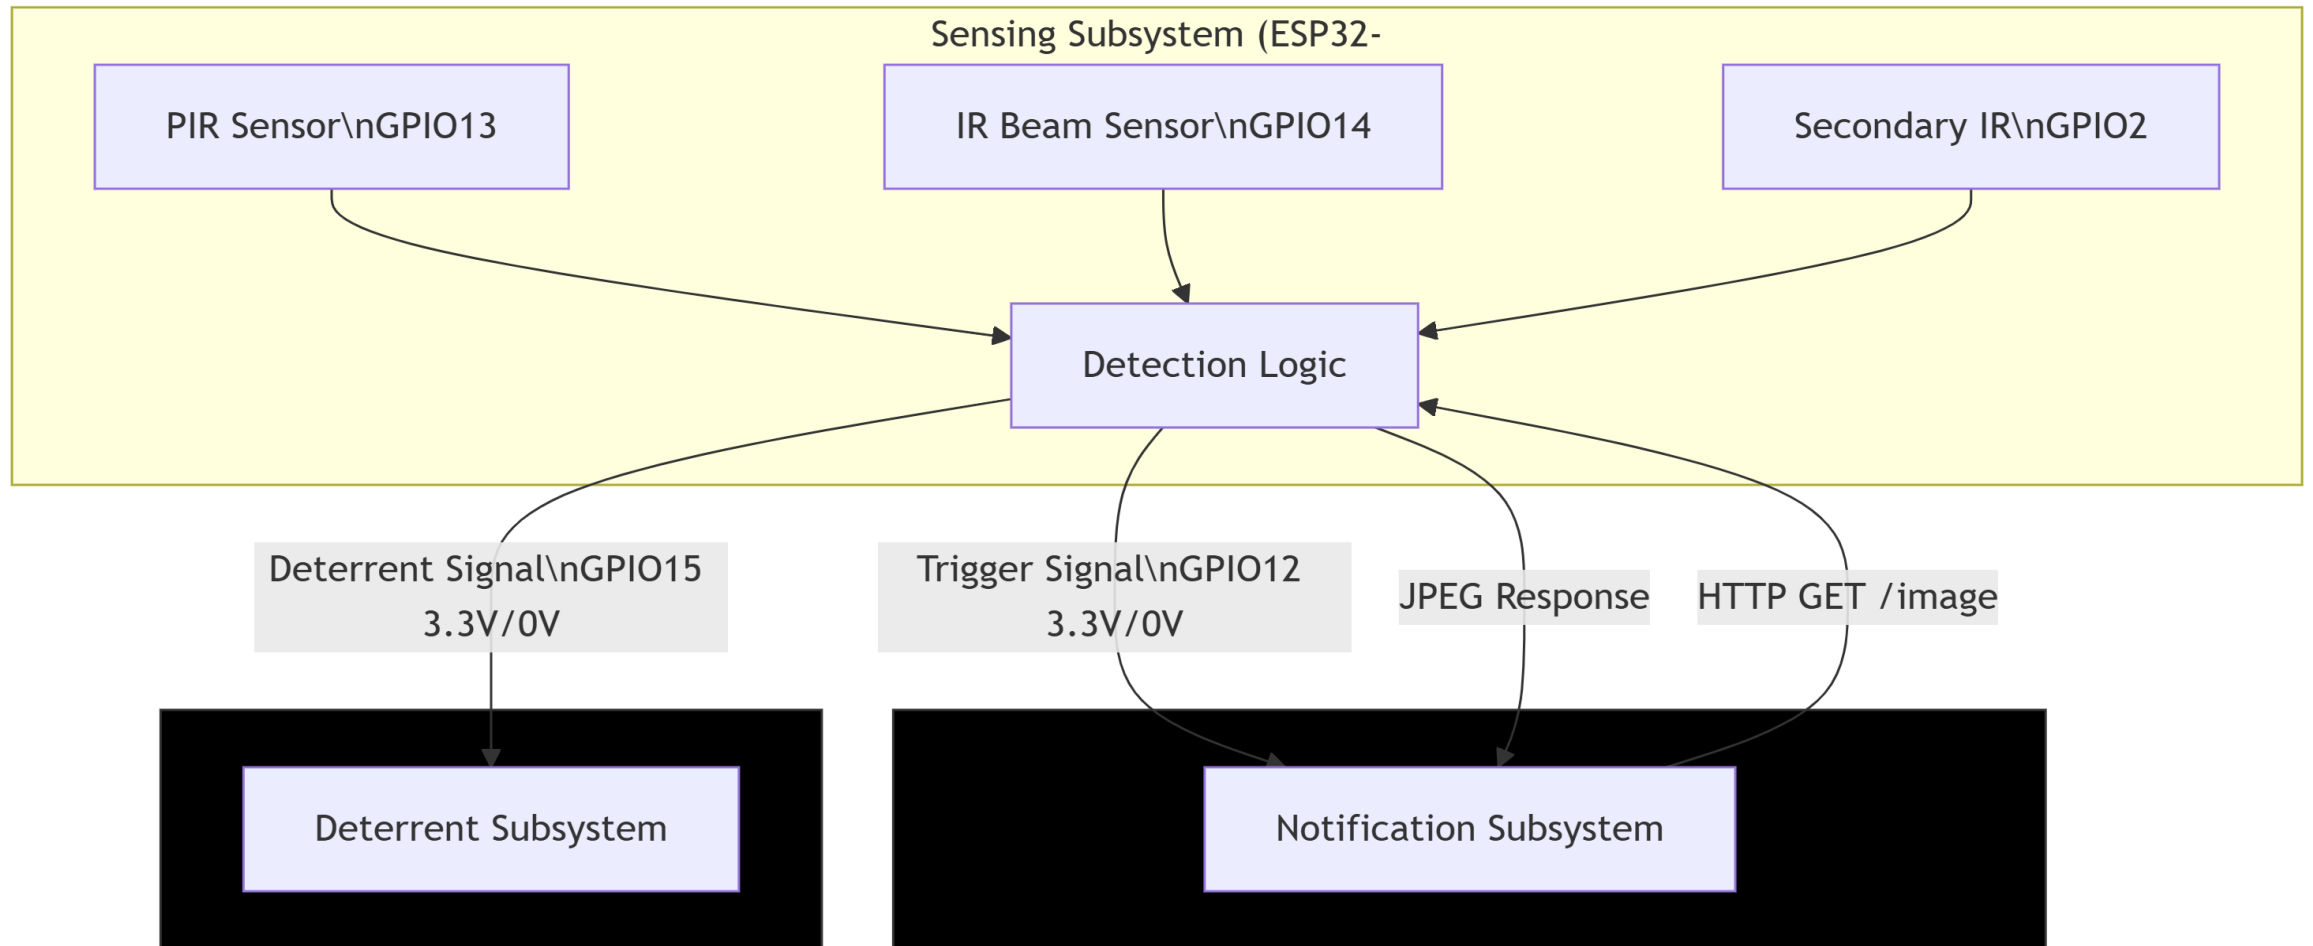 Sensing Subsystem (ESP32-
PIR Sensor\nGPIO13
IR Beam Sensor\nGPIO14
Secondary IR\nGPIO2
Detection Logic
Deterrent Signal\nGPIO15
3.3V/0V
Trigger Signal\nGPIO12
3.3V/0V
JPEG Response
HTTP GET /image
Deterrent Subsystem
Notification Subsystem